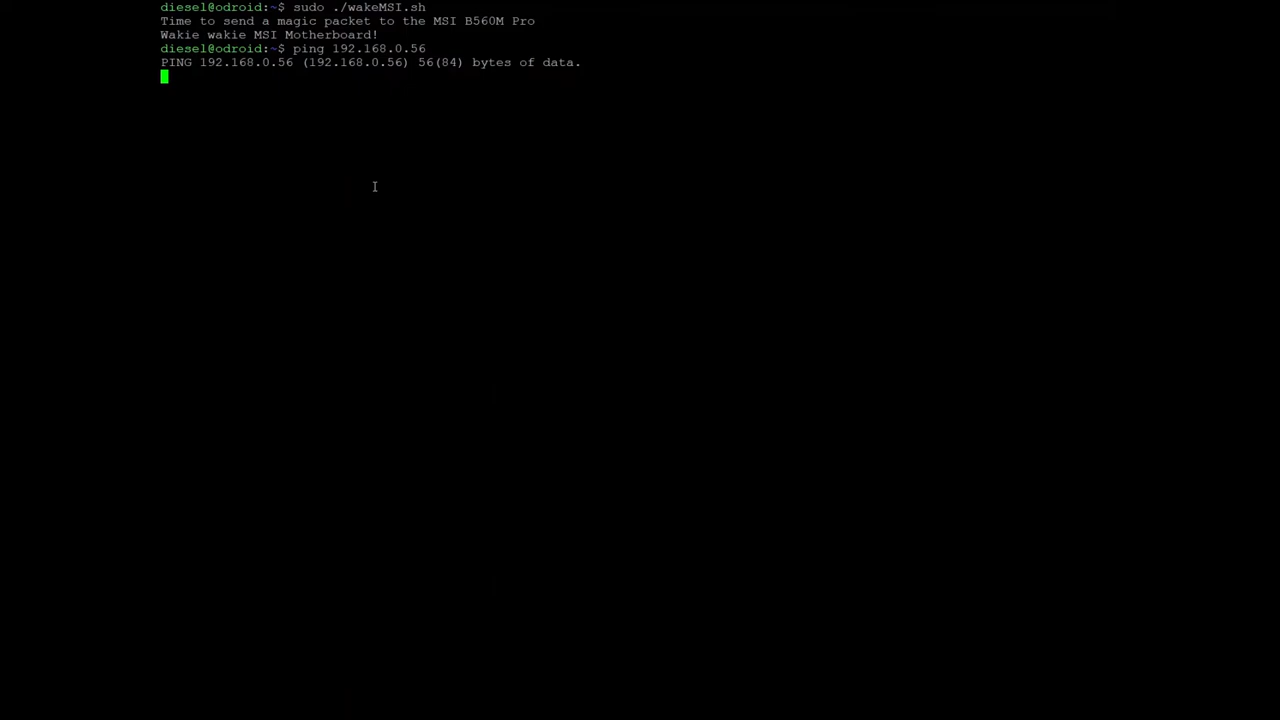 diesel@odroid:~$ sudo ./wakeMSI.sh
Time to send a magic packet to the MSI B560M Pro
Wakie wakie MSI Motherboard!
diesel@odroid:~$ ping 192.168.0.56
PING 192.168.0.56 (192.168.0.56) 56(84) bytes of data.